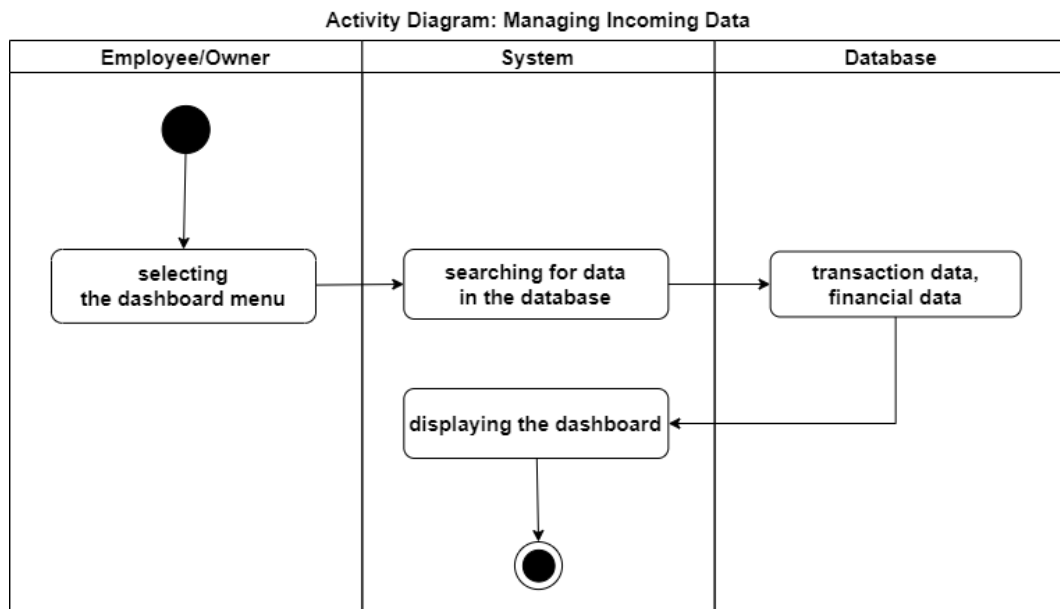 Activity Diagram: Managing Incoming Data
Employee/Owner
System
Database
selecting
the dashboard menu
searching for data
in the database
transaction data,
financial data
displaying the dashboard